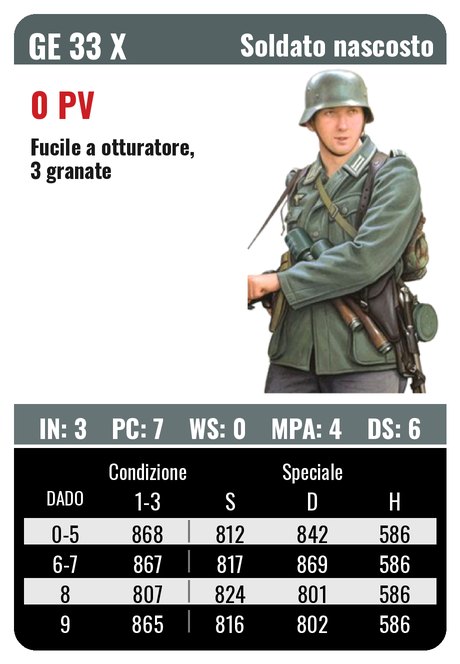 GE 33 X Soldato nascosto
0 PV
Fucile a otturatore,
3 granate
IN: 3 PC: 7 WS: 0 MPA: 4 DS: 6
Condizione Speciale
DADO 1-3 S D H
0-5 868 812 842 586
6-7 867 817 869 586
8 807 824 801 586
9 865 816 802 586